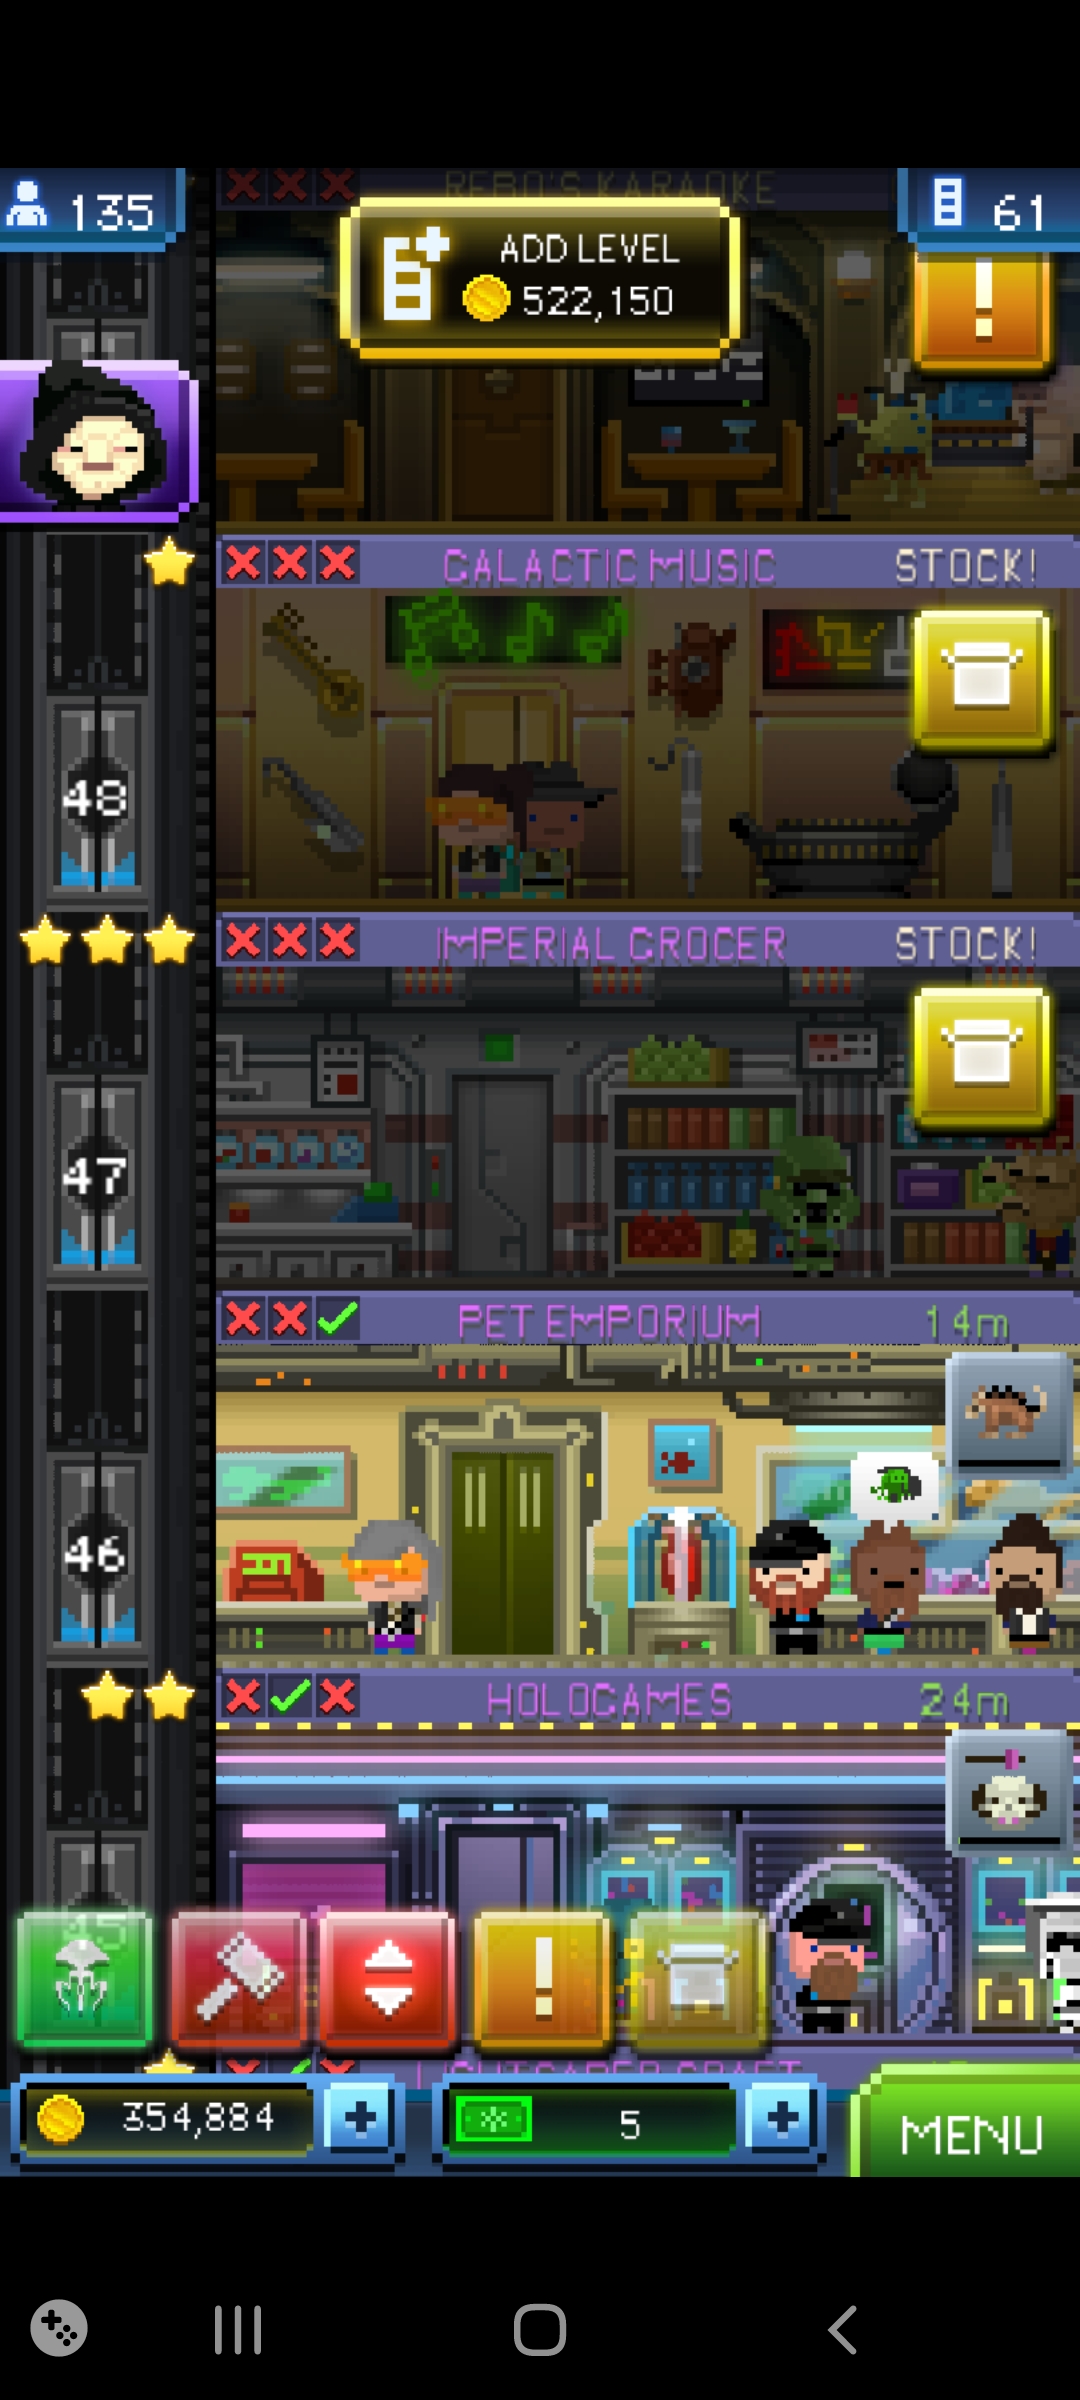 135
REBO'S KARAOKE
61
ADD LEVEL
522,150
!
GALACTIC MUSIC
STOCK!
48
IMPERIAL GROCER
STOCK!
47
PET EMPORIUM
14m
46
HOLOGAMES
24m
45
!
354,884
5
MENU